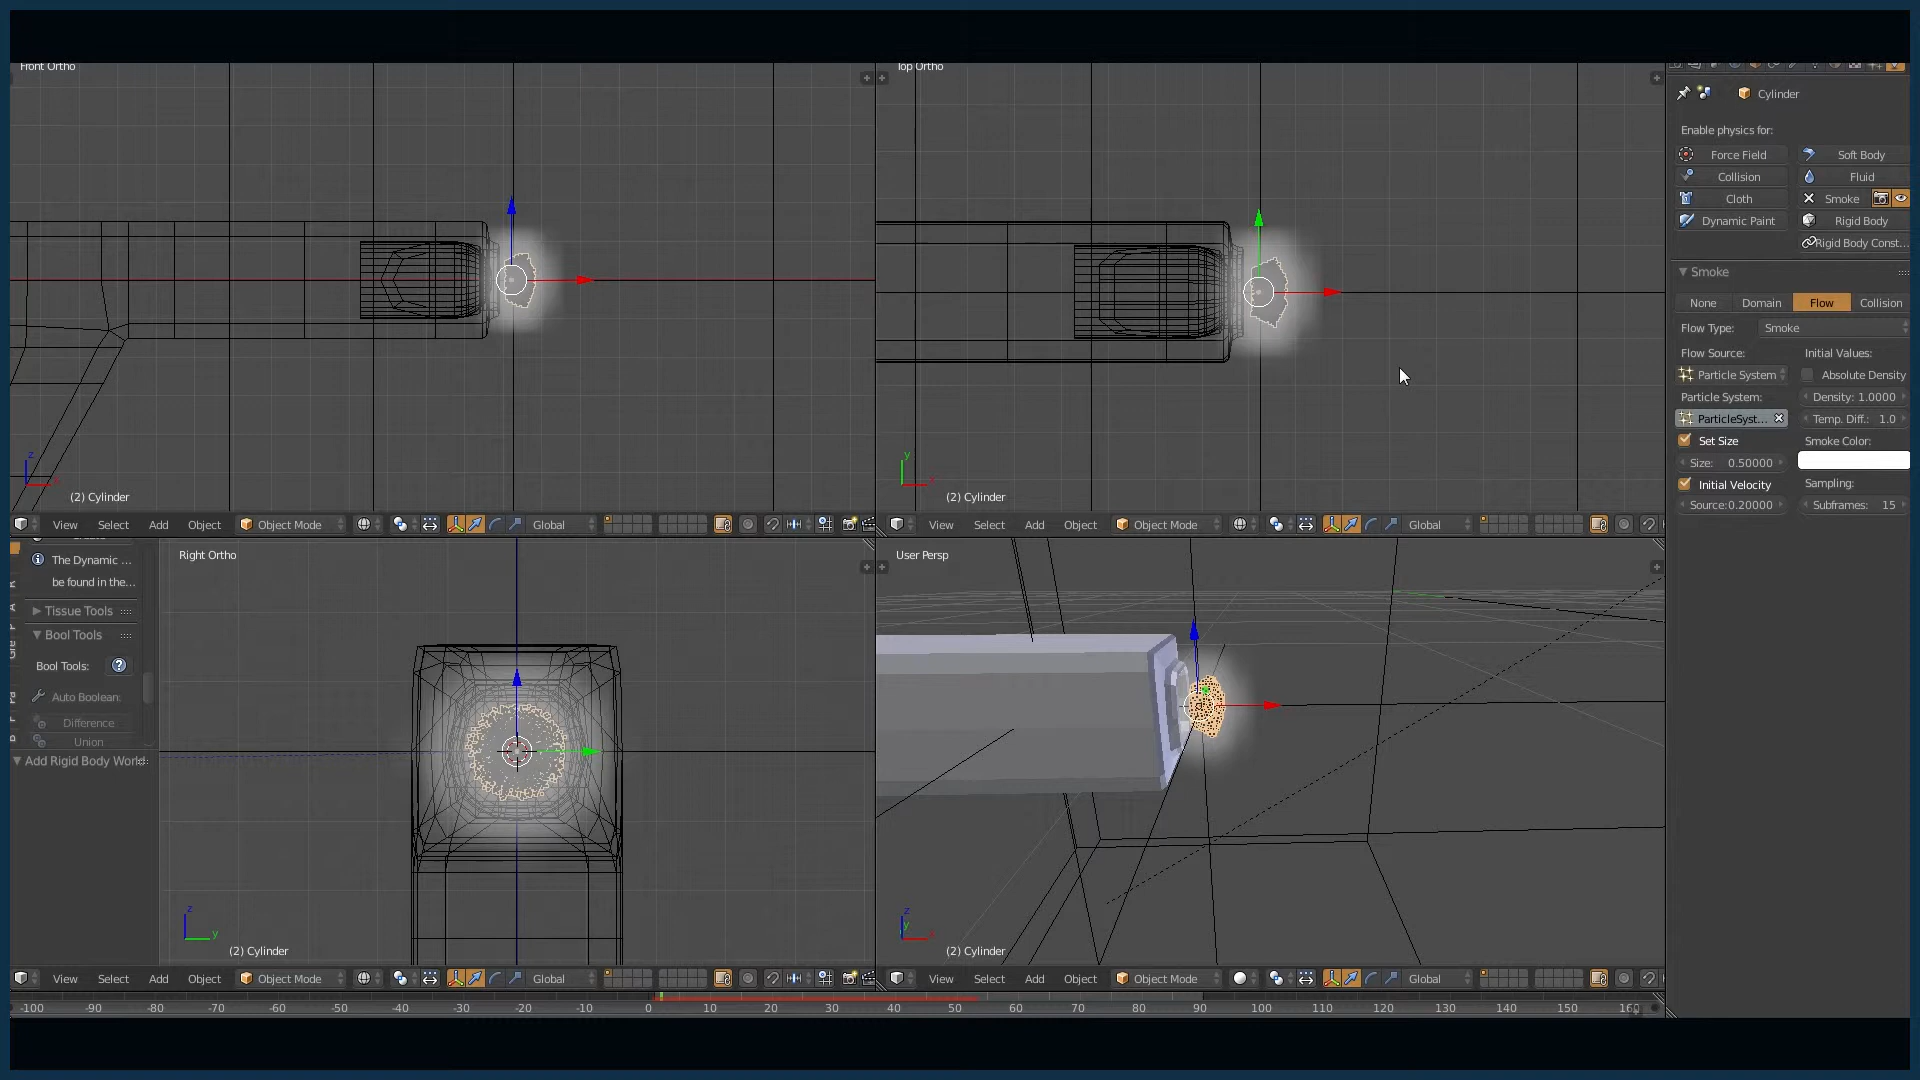 Front Ortho
(2) Cylinder
View Select Add Object Object Mode Global
Top Ortho
(2) Cylinder
View Select Add Object Object Mode Global
The Dynamic ...
be found in the...
Tissue Tools
Bool Tools
Bool Tools:
Auto Boolean:
Difference
Union
Add Rigid Body World
Right Ortho
(2) Cylinder
View Select Add Object Object Mode Global
User Persp
(2) Cylinder
View Select Add Object Object Mode Global
-100 -90 -80 -70 -60 -50 -40 -30 -20 -10 0 10 20 30 40 50 60 70 80 90 100 110 120 130 140 150 160
Cylinder
Enable physics for:
Force Field Soft Body
Collision Fluid
Cloth Smoke
Dynamic Paint Rigid Body
Rigid Body Const...
Smoke
None Domain Flow Collision
Flow Type: Smoke
Flow Source: Initial Values:
Particle System Absolute Density
Particle System: Density: 1.0000
ParticleSyst... Temp. Diff.: 1.0
Set Size Smoke Color:
Size: 0.50000
Initial Velocity Sampling:
Source:0.20000 Subframes: 15